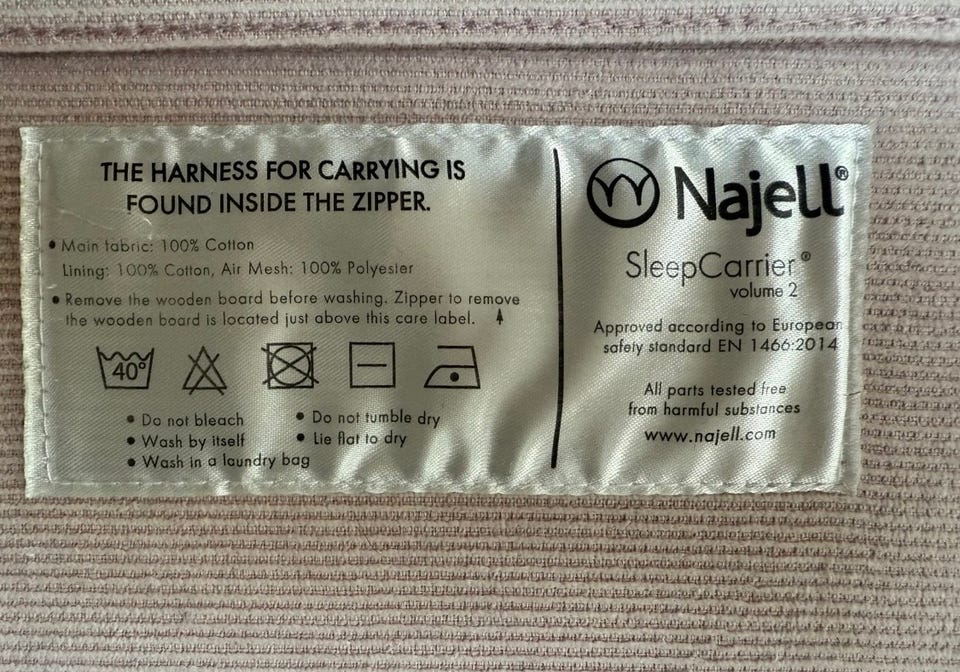 THE HARNESS FOR CARRYING IS
FOUND INSIDE THE ZIPPER.
• Main fabric: 100% Cotton
Lining: 100% Cotton, Air Mesh: 100% Polyester
• Remove the wooden board before washing. Zipper to remove
the wooden board is located just above this care label.
40°
• Do not bleach
• Wash by itself
• Wash in a laundry bag
• Do not tumble dry
• Lie flat to dry
Najell®
SleepCarrier®
volume 2
Approved according to European
safety standard EN 1466:2014
All parts tested free
from harmful substances
www.najell.com